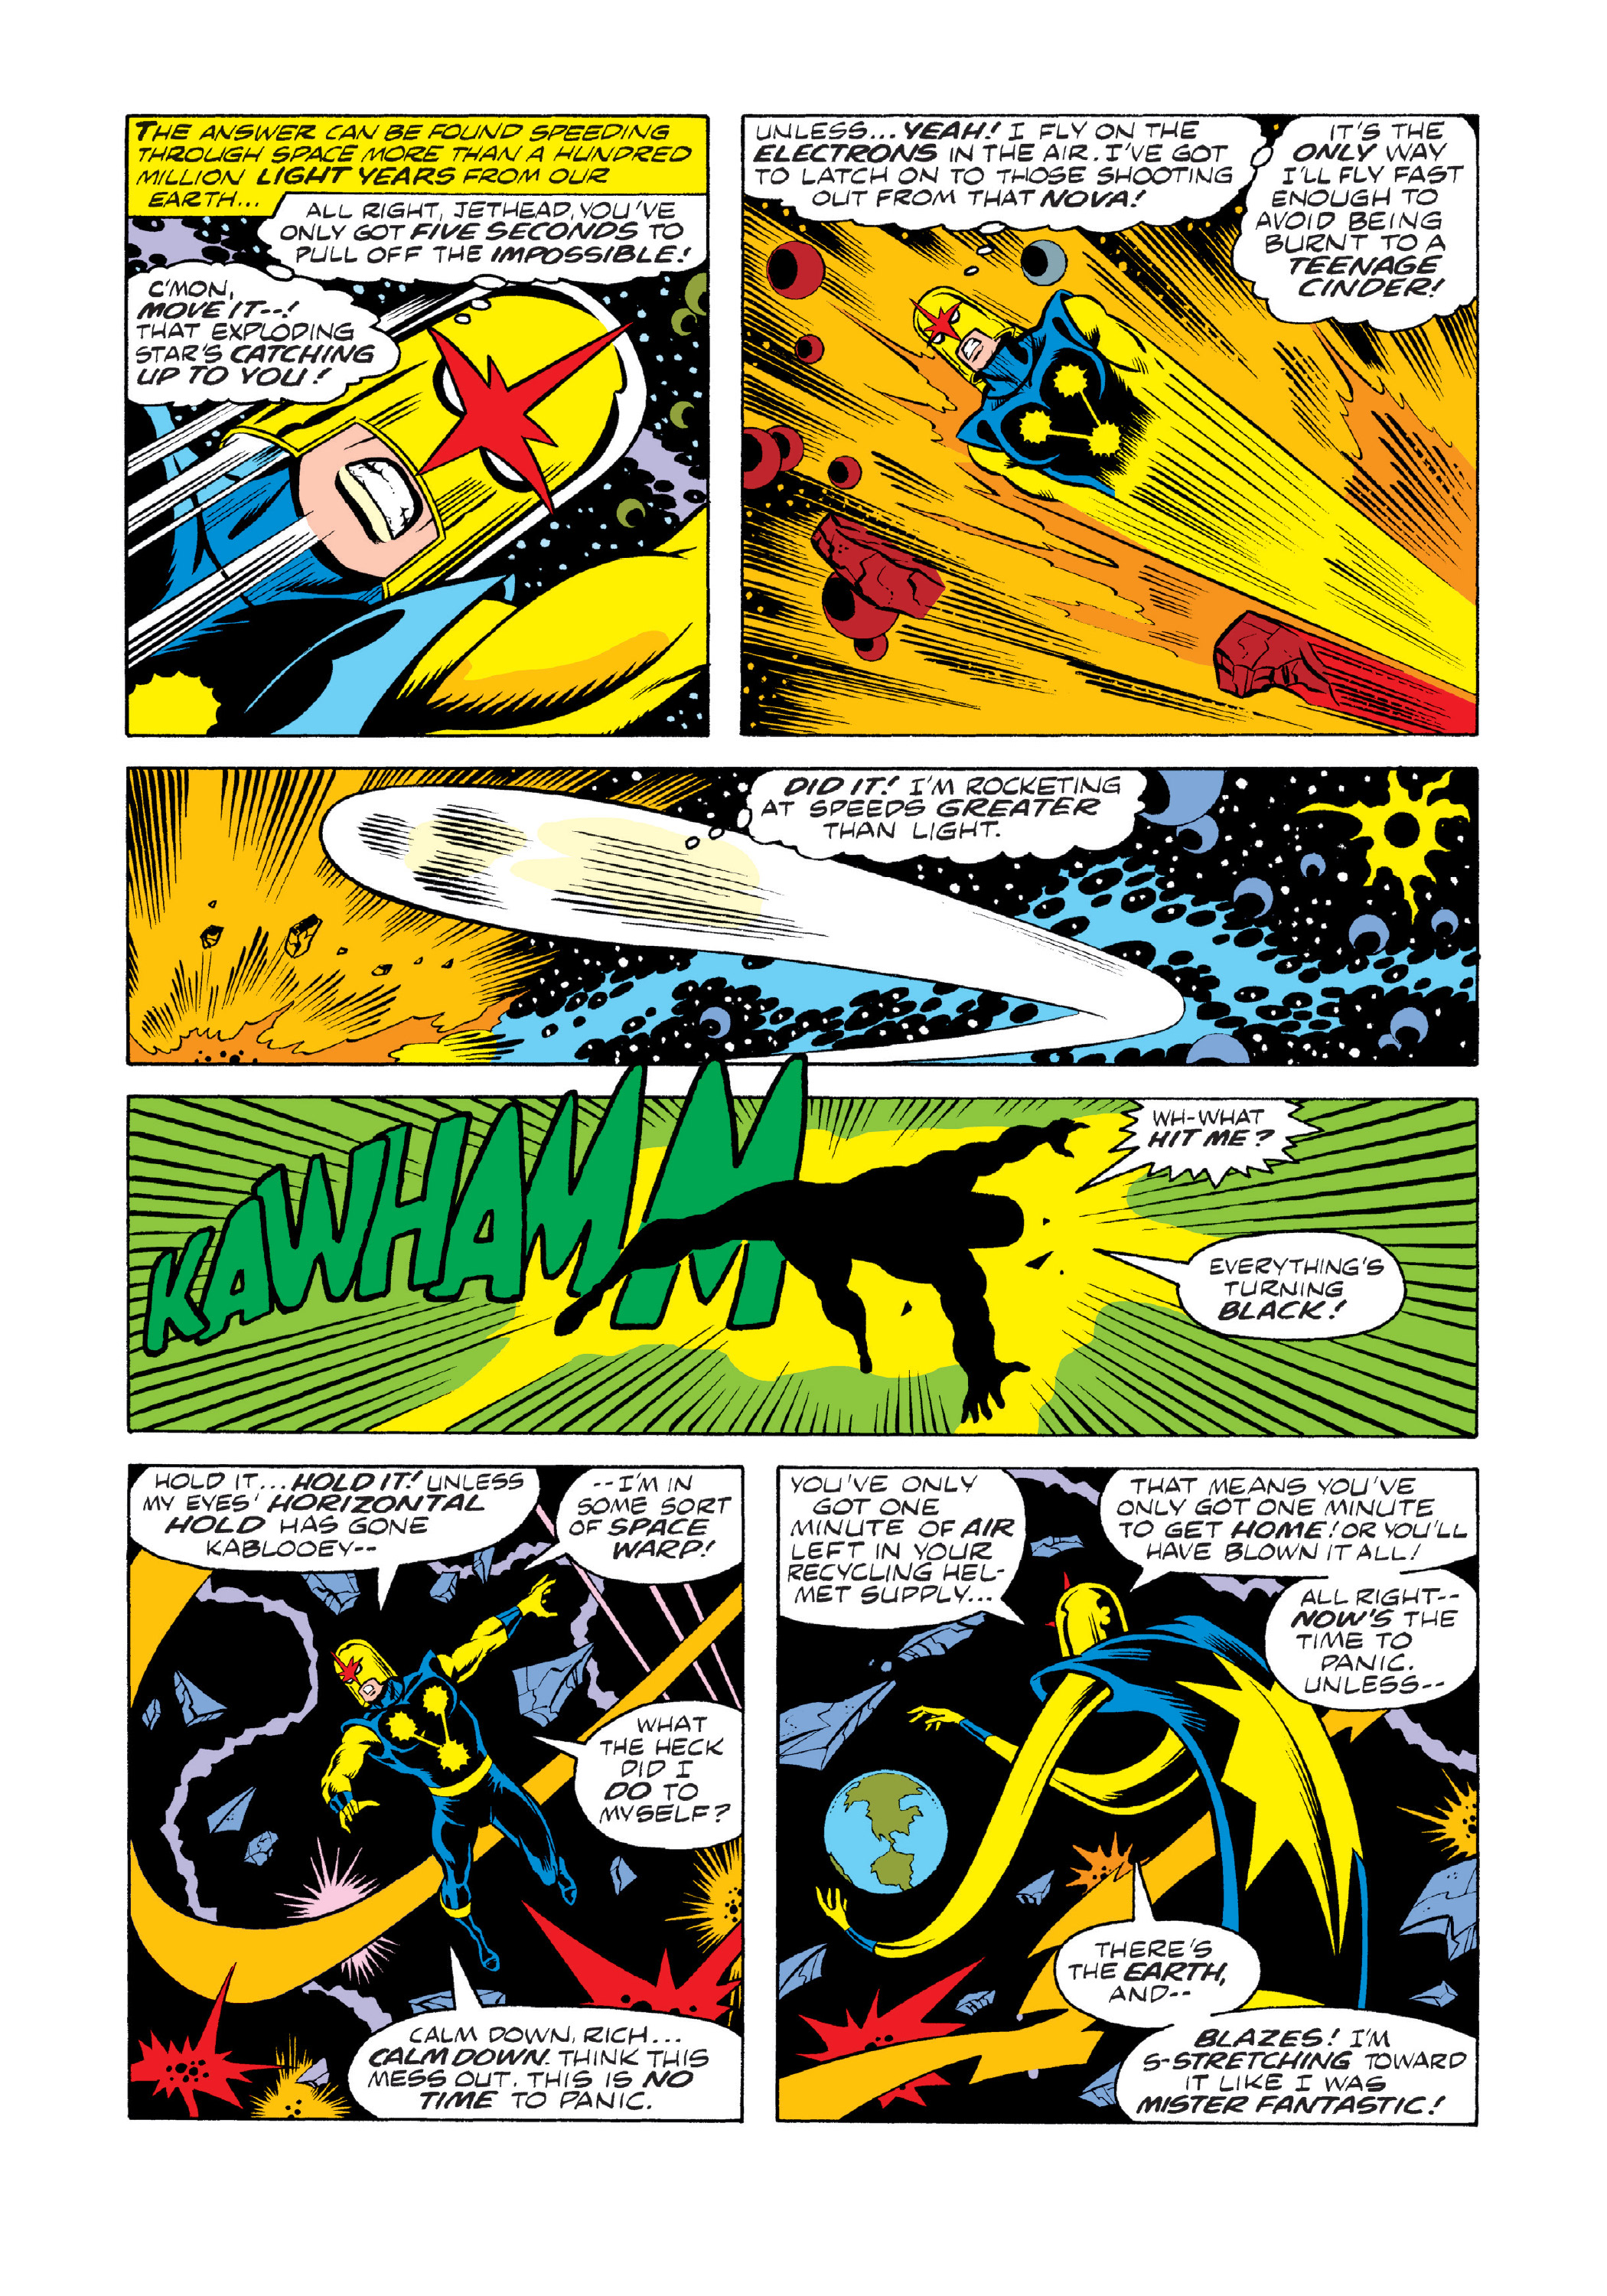 THE ANSWER CAN BE FOUND SPEEDING
THROUGH SPACE MORE THAN A HUNDRED
MILLION LIGHT YEARS FROM OUR
EARTH...
ALL RIGHT, JETHEAD, YOU'VE
ONLY GOT FIVE SECONDS TO
PULL OFF THE IMPOSSIBLE!
C'MON,
MOVE IT--!
THAT EXPLODING
STAR'S CATCHING
UP TO YOU!
UNLESS... YEAH! I FLY ON THE
ELECTRONS IN THE AIR. I'VE GOT
TO LATCH ON TO THOSE SHOOTING
OUT FROM THAT NOVA!
IT'S THE
ONLY WAY
I'LL FLY FAST
ENOUGH TO
AVOID BEING
BURNT TO A
TEENAGE
CINDER!
DID IT! I'M ROCKETING
AT SPEEDS GREATER
THAN LIGHT.
KAWHAMM
WH-WHAT
HIT ME?
EVERYTHING'S
TURNING
BLACK!
HOLD IT... HOLD IT! UNLESS
MY EYES' HORIZONTAL
HOLD HAS GONE
KABLOOEY--
--I'M IN
SOME SORT
OF SPACE
WARP!
WHAT
THE HECK
DID I
DO TO
MYSELF?
CALM DOWN, RICH...
CALM DOWN. THINK THIS
MESS OUT. THIS IS NO
TIME TO PANIC.
YOU'VE ONLY
GOT ONE
MINUTE OF AIR
LEFT IN YOUR
RECYCLING HEL-
MET SUPPLY...
THAT MEANS YOU'VE
ONLY GOT ONE MINUTE
TO GET HOME! OR YOU'LL
HAVE BLOWN IT ALL!
ALL RIGHT--
NOW'S THE
TIME TO
PANIC.
UNLESS--
THERE'S
THE EARTH,
AND--
BLAZES! I'M
S-STRETCHING TOWARD
IT LIKE I WAS
MISTER FANTASTIC!